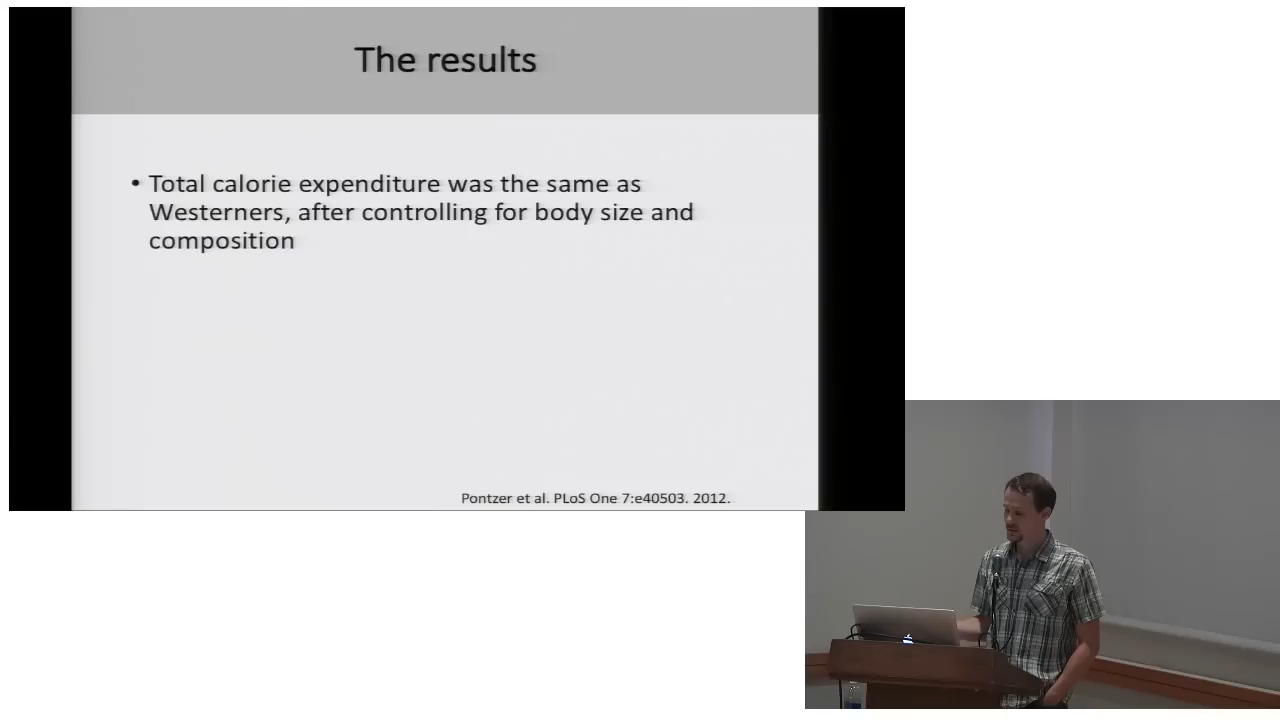 The results
• Total calorie expenditure was the same as
Westerners, after controlling for body size and
composition
Pontzer et al. PLoS One 7:e40503. 2012.